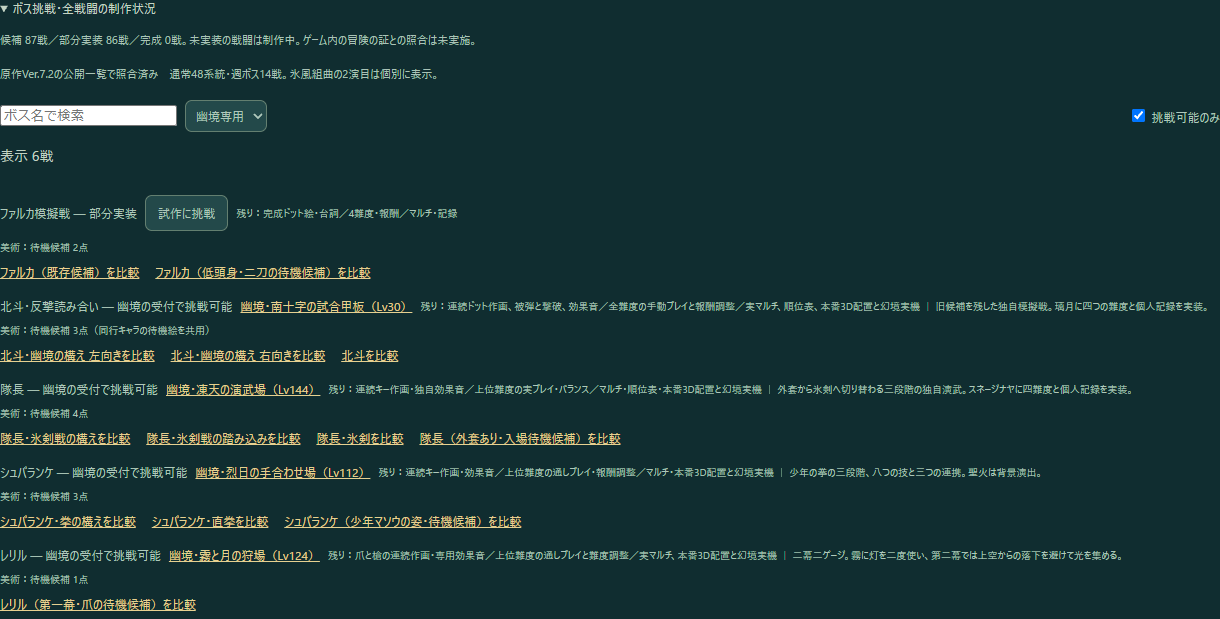 ▼ ボス挑戦・全戦闘の制作状況
候補 87戦／部分実装 86戦／完成 0戦。未実装の戦闘は制作中。ゲーム内の冒険の証との照合は未実施。
原作Ver.7.2の公開一覧で照合済み　通常48系統・週ボス14戦。氷風組曲の2演目は個別に表示。
ボス名で検索 幽境専用 挑戦可能のみ
表示 6戦
ファルカ模擬戦 — 部分実装 試作に挑戦 残り：完成ドット絵・台詞／4難度・報酬／マルチ・記録
美術：待機候補 2点
ファルカ（既存候補）を比較 ファルカ（低頭身・二刀の待機候補）を比較
北斗・反撃読み合い — 幽境の受付で挑戦可能 幽境・南十字の試合甲板（Lv30） 残り：連続ドット作画、被弾と撃破、効果音／全難度の手動プレイと報酬調整／実マルチ、順位表、本番3D配置と幻境実機 ｜ 旧候補を残した独自模擬戦。璃月に四つの難度と個人記録を実装。
美術：待機候補 3点（同行キャラの待機絵を共用）
北斗・幽境の構え 左向きを比較 北斗・幽境の構え 右向きを比較 北斗を比較
隊長 — 幽境の受付で挑戦可能 幽境・凍天の演武場（Lv144） 残り：連続キー作画・独自効果音／上位難度の実プレイ・バランス／マルチ・順位表・本番3D配置と幻境実機 ｜ 外套から氷剣へ切り替わる三段階の独自演武。スネージナヤに四難度と個人記録を実装。
美術：待機候補 4点
隊長・氷剣戦の構えを比較 隊長・氷剣戦の踏み込みを比較 隊長・氷剣を比較 隊長（外套あり・入場待機候補）を比較
シュバランケ — 幽境の受付で挑戦可能 幽境・烈日の手合わせ場（Lv112） 残り：連続キー作画・効果音／上位難度の通しプレイ・報酬調整／マルチ・本番3D配置と幻境実機 ｜ 少年の拳の三段階、八つの技と三つの連携。聖火は背景演出。
美術：待機候補 3点
シュバランケ・拳の構えを比較 シュバランケ・直拳を比較 シュバランケ（少年マソウの姿・待機候補）を比較
レリル — 幽境の受付で挑戦可能 幽境・霧と月の狩場（Lv124） 残り：爪と槍の連続作画・専用効果音／上位難度の通しプレイと難度調整／実マルチ、本番3D配置と幻境実機 ｜ 二幕二ゲージ。霧に灯を二度使い、第二幕では上空からの落下を避けて光を集める。
美術：待機候補 1点
レリル（第一幕・爪の待機候補）を比較